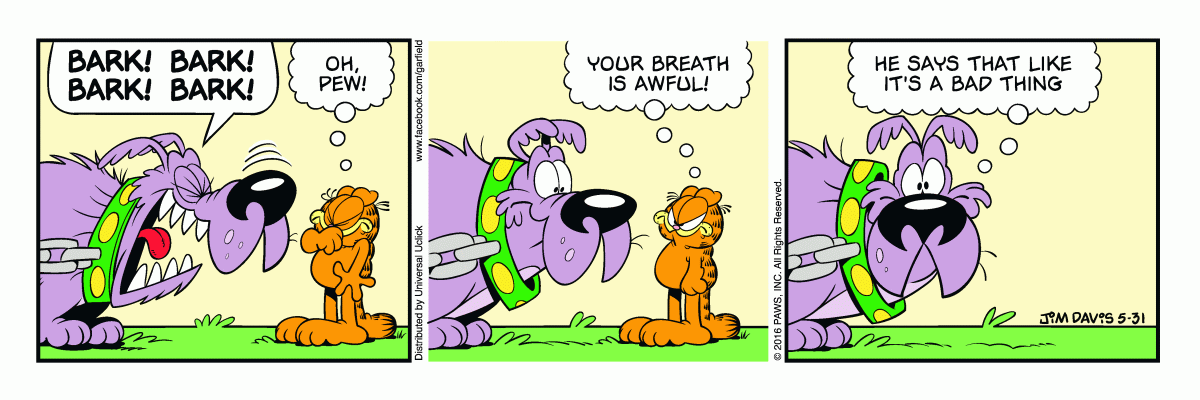 BARK! BARK!
BARK! BARK!
OH,
PEW!
www.facebook.com/garfield
Distributed by Universal Uclick
YOUR BREATH
IS AWFUL!
© 2016 PAWS, INC. All Rights Reserved.
HE SAYS THAT LIKE
IT'S A BAD THING
JIM DAVIS 5-31